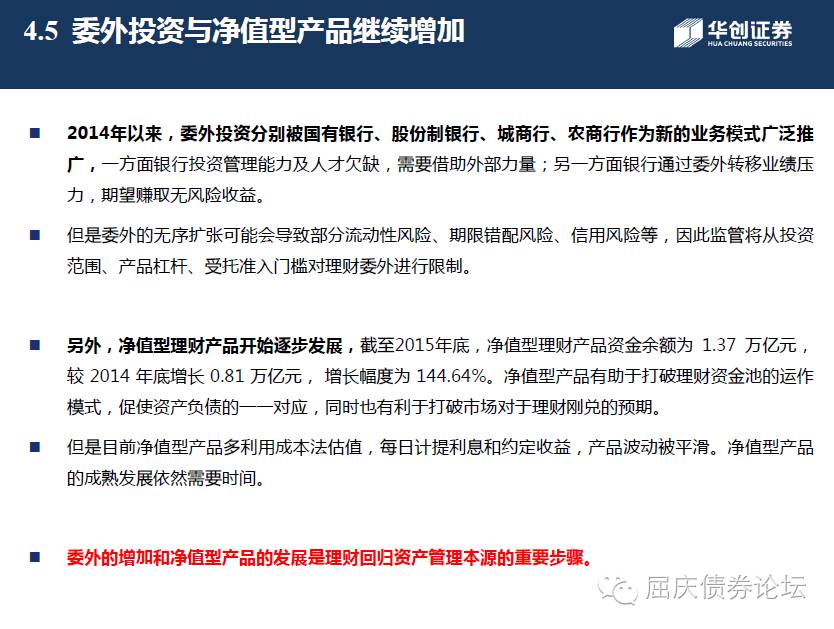 4.5 委外投资与净值型产品继续增加
华创证券
HUA CHUANG SECURITIES
2014年以来，委外投资分别被国有银行、股份制银行、城商行、农商行作为新的业务模式广泛推
广，一方面银行投资管理能力及人才欠缺，需要借助外部力量；另一方面银行通过委外转移业绩压
力，期望赚取无风险收益。
但是委外的无序扩张可能会导致部分流动性风险、期限错配风险、信用风险等，因此监管将从投资
范围、产品杠杆、受托准入门槛对理财委外进行限制。
另外，净值型理财产品开始逐步发展，截至2015年底，净值型理财产品资金余额为 1.37 万亿元，
较 2014 年底增长 0.81 万亿元， 增长幅度为 144.64%。净值型产品有助于打破理财资金池的运作
模式，促使资产负债的一一对应，同时也有利于打破市场对于理财刚兑的预期。
但是目前净值型产品多利用成本法估值，每日计提利息和约定收益，产品波动被平滑。净值型产品
的成熟发展依然需要时间。
委外的增加和净值型产品的发展是理财回归资产管理本源的重要步骤。
屈庆债券论坛